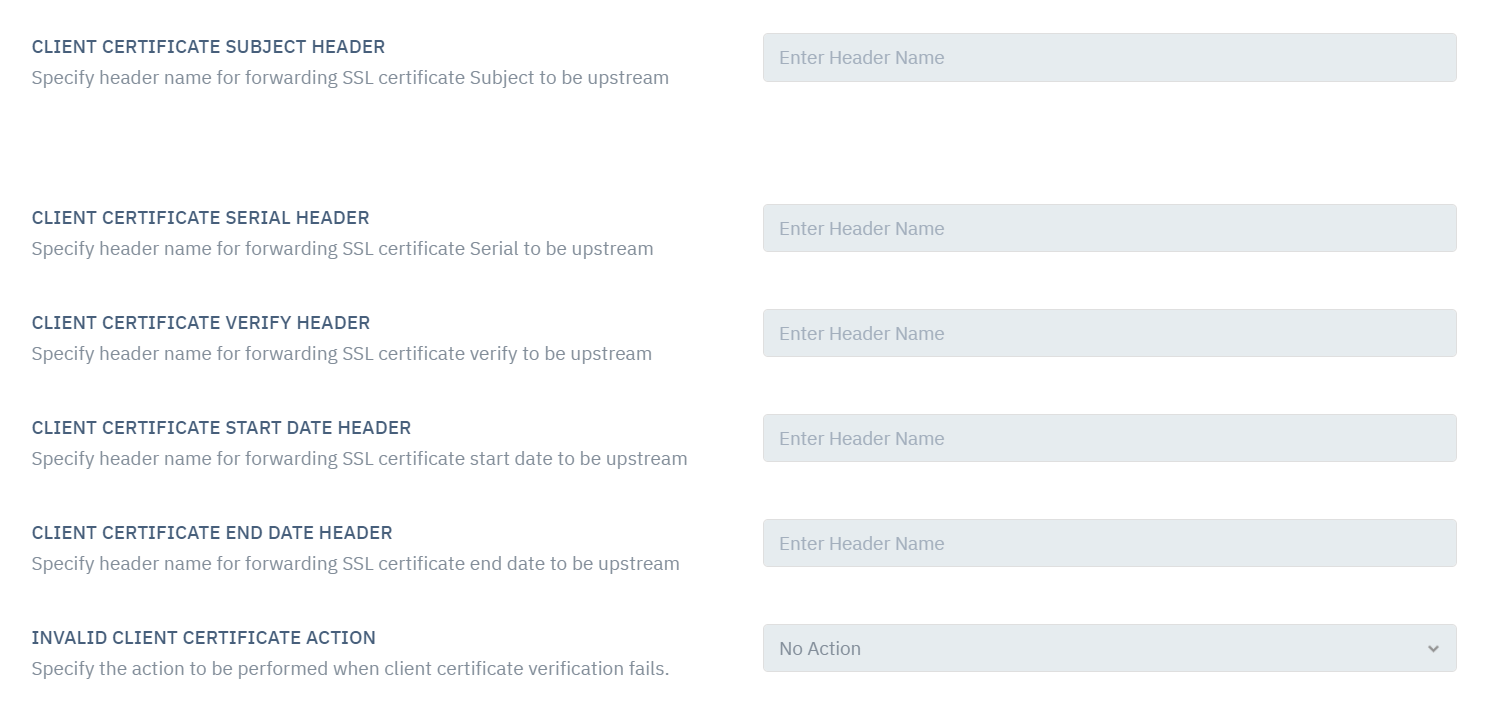 CLIENT CERTIFICATE SUBJECT HEADER
Enter Header Name
Specify header name for forwarding SSL certificate Subject to be upstream
CLIENT CERTIFICATE SERIAL HEADER
Enter Header Name
Specify header name for forwarding SSL certificate Serial to be upstream
CLIENT CERTIFICATE VERIFY HEADER
Enter Header Name
Specify header name for forwarding SSL certificate verify to be upstream
CLIENT CERTIFICATE START DATE HEADER
Enter Header Name
Specify header name for forwarding SSL certificate start date to be upstream
CLIENT CERTIFICATE END DATE HEADER
Enter Header Name
Specify header name for forwarding SSL certificate end date to be upstream
INVALID CLIENT CERTIFICATE ACTION
No Action
Specify the action to be performed when client certificate verification fails.